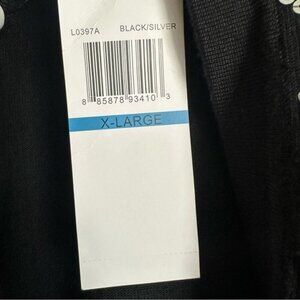 L0397A BLACK/SILVER
8 85878 93410 3
X-LARGE